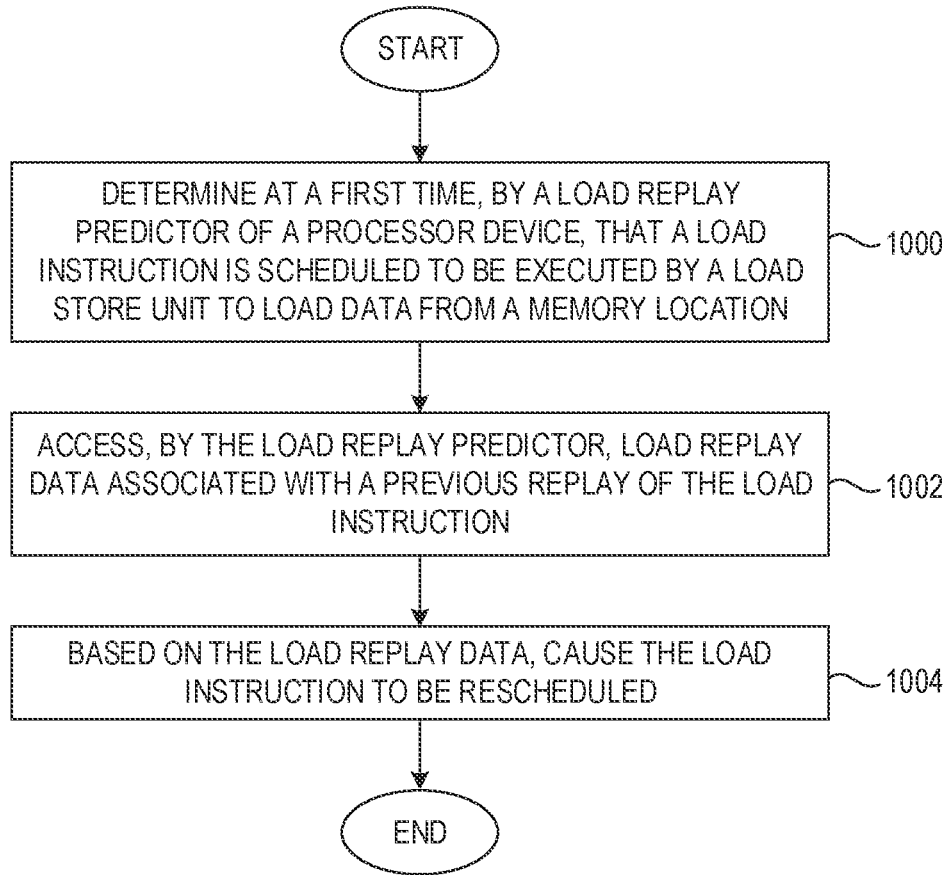 START
DETERMINE AT A FIRST TIME, BY A LOAD REPLAY
PREDICTOR OF A PROCESSOR DEVICE, THAT A LOAD
INSTRUCTION IS SCHEDULED TO BE EXECUTED BY A LOAD
STORE UNIT TO LOAD DATA FROM A MEMORY LOCATION
1000
ACCESS, BY THE LOAD REPLAY PREDICTOR, LOAD REPLAY
DATA ASSOCIATED WITH A PREVIOUS REPLAY OF THE LOAD
INSTRUCTION
1002
BASED ON THE LOAD REPLAY DATA, CAUSE THE LOAD
INSTRUCTION TO BE RESCHEDULED
1004
END